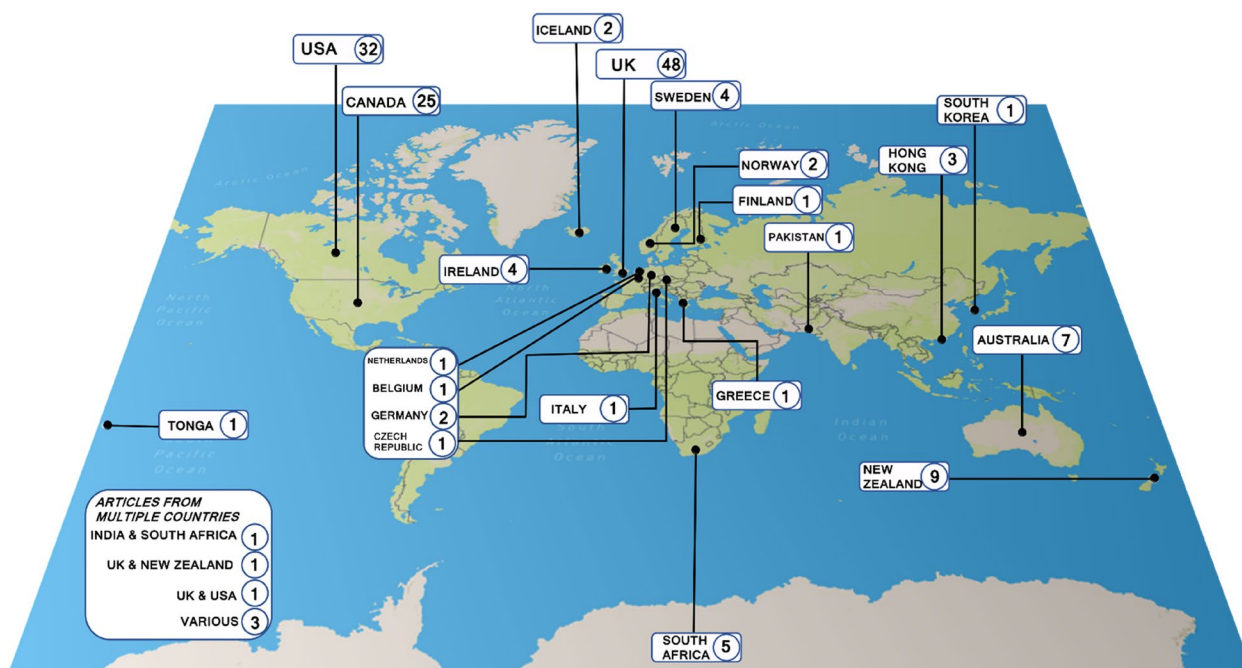 ICELAND 2
USA 32
UK 48
CANADA 25
SWEDEN 4
SOUTH
KOREA 1
Arctic Ocean
Arctic Ocean
NORWAY 2
HONG
KONG 3
FINLAND 1
PAKISTAN 1
IRELAND 4
North
Pacific
Ocean
North
Atlantic
Ocean
AUSTRALIA 7
NETHERLANDS 1
BELGIUM 1
GERMANY 2
CZECH
REPUBLIC 1
ITALY 1
GREECE 1
TONGA 1
Pacific
Ocean
South
Atlantic
Ocean
Indian
Ocean
NEW
ZEALAND 9
ARTICLES FROM
MULTIPLE COUNTRIES
INDIA & SOUTH AFRICA 1
UK & NEW ZEALAND 1
UK & USA 1
VARIOUS 3
SOUTH
AFRICA 5